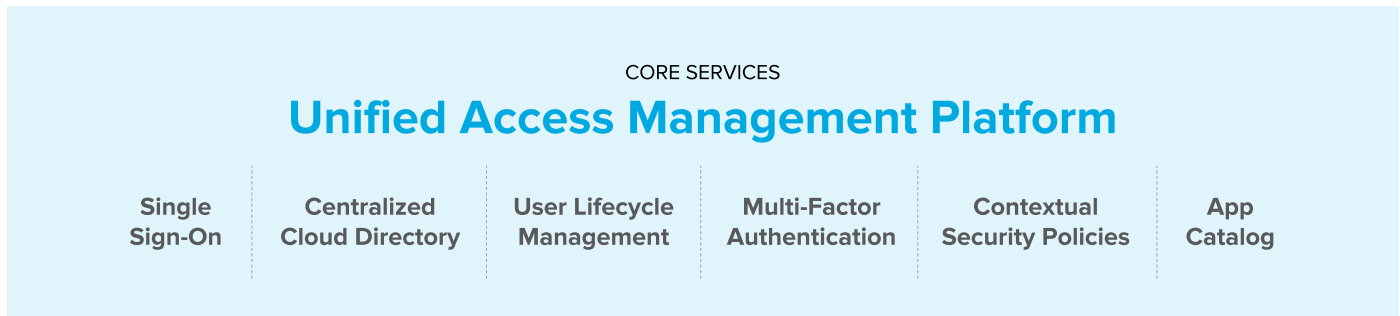 CORE SERVICES
Unified Access Management Platform
Single
Sign-On
Centralized
Cloud Directory
User Lifecycle
Management
Multi-Factor
Authentication
Contextual
Security Policies
App
Catalog